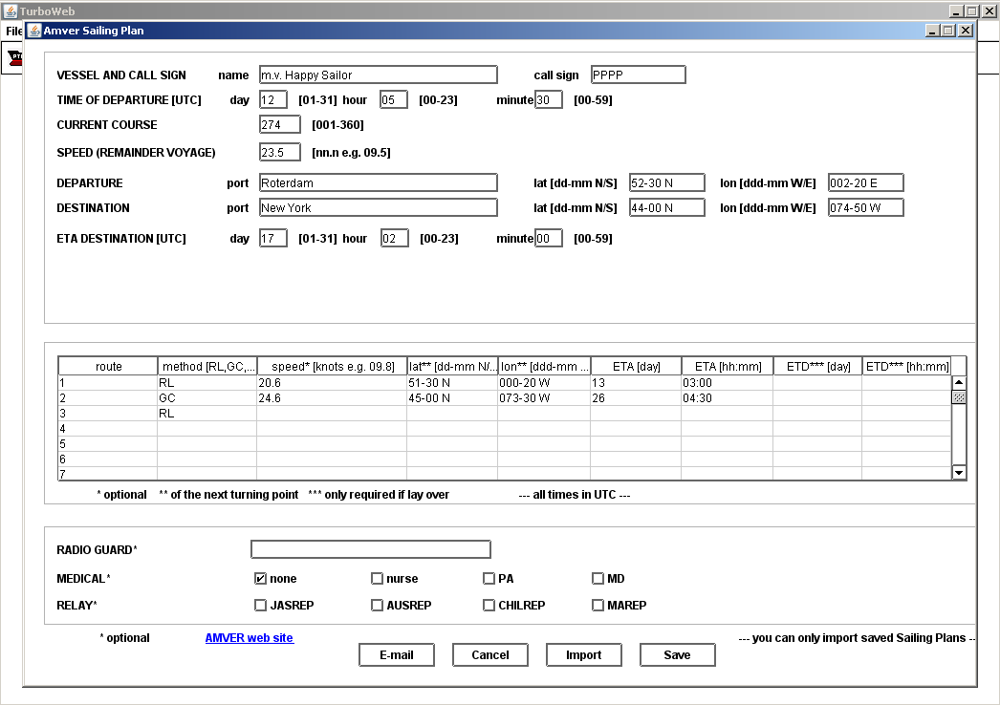 TurboWeb
File
Amver Sailing Plan
VESSEL AND CALL SIGN name m.v. Happy Sailor call sign PPPP
TIME OF DEPARTURE [UTC] day 12 [01-31] hour 05 [00-23] minute 30 [00-59]
CURRENT COURSE 274 [001-360]
SPEED (REMAINDER VOYAGE) 23.5 [nn.n e.g. 09.5]
DEPARTURE port Roterdam lat [dd-mm N/S] 52-30 N lon [ddd-mm W/E] 002-20 E
DESTINATION port New York lat [dd-mm N/S] 44-00 N lon [ddd-mm W/E] 074-50 W
ETA DESTINATION [UTC] day 17 [01-31] hour 02 [00-23] minute 00 [00-59]
route method [RL,GC,... speed* [knots e.g. 09.8] lat** [dd-mm N/... lon** [ddd-mm ... ETA [day] ETA [hh:mm] ETD*** [day] ETD*** [hh:mm]
1 RL 20.6 51-30 N 000-20 W 13 03:00
2 GC 24.6 45-00 N 073-30 W 26 04:30
3 RL
4
5
6
7
* optional ** of the next turning point *** only required if lay over --- all times in UTC ---
RADIO GUARD*
MEDICAL* none nurse PA MD
RELAY* JASREP AUSREP CHILREP MAREP
* optional AMVER web site --- you can only import saved Sailing Plans --
E-mail Cancel Import Save